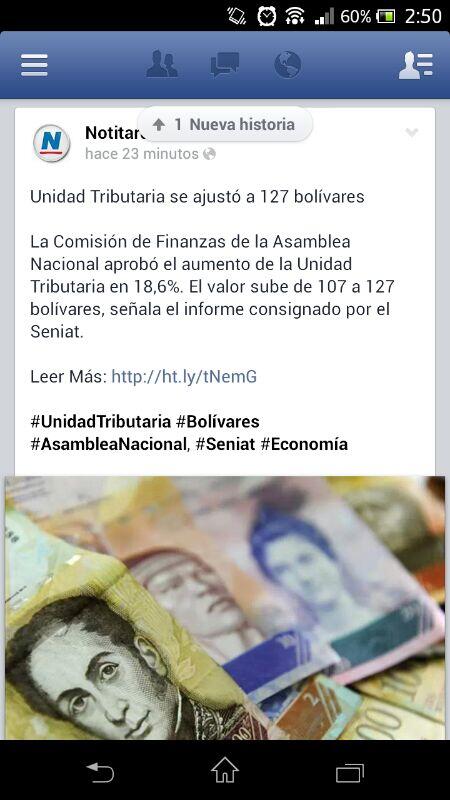 60% 2:50
1 Nueva historia
hace 23 minutos
Unidad Tributaria se ajustó a 127 bolívares
La Comisión de Finanzas de la Asamblea
Nacional aprobó el aumento de la Unidad
Tributaria en 18,6%. El valor sube de 107 a 127
bolívares, señala el informe consignado por el
Seniat.
Leer Más: http://ht.ly/tNemG
#UnidadTributaria #Bolívares
#AsambleaNacional, #Seniat #Economía